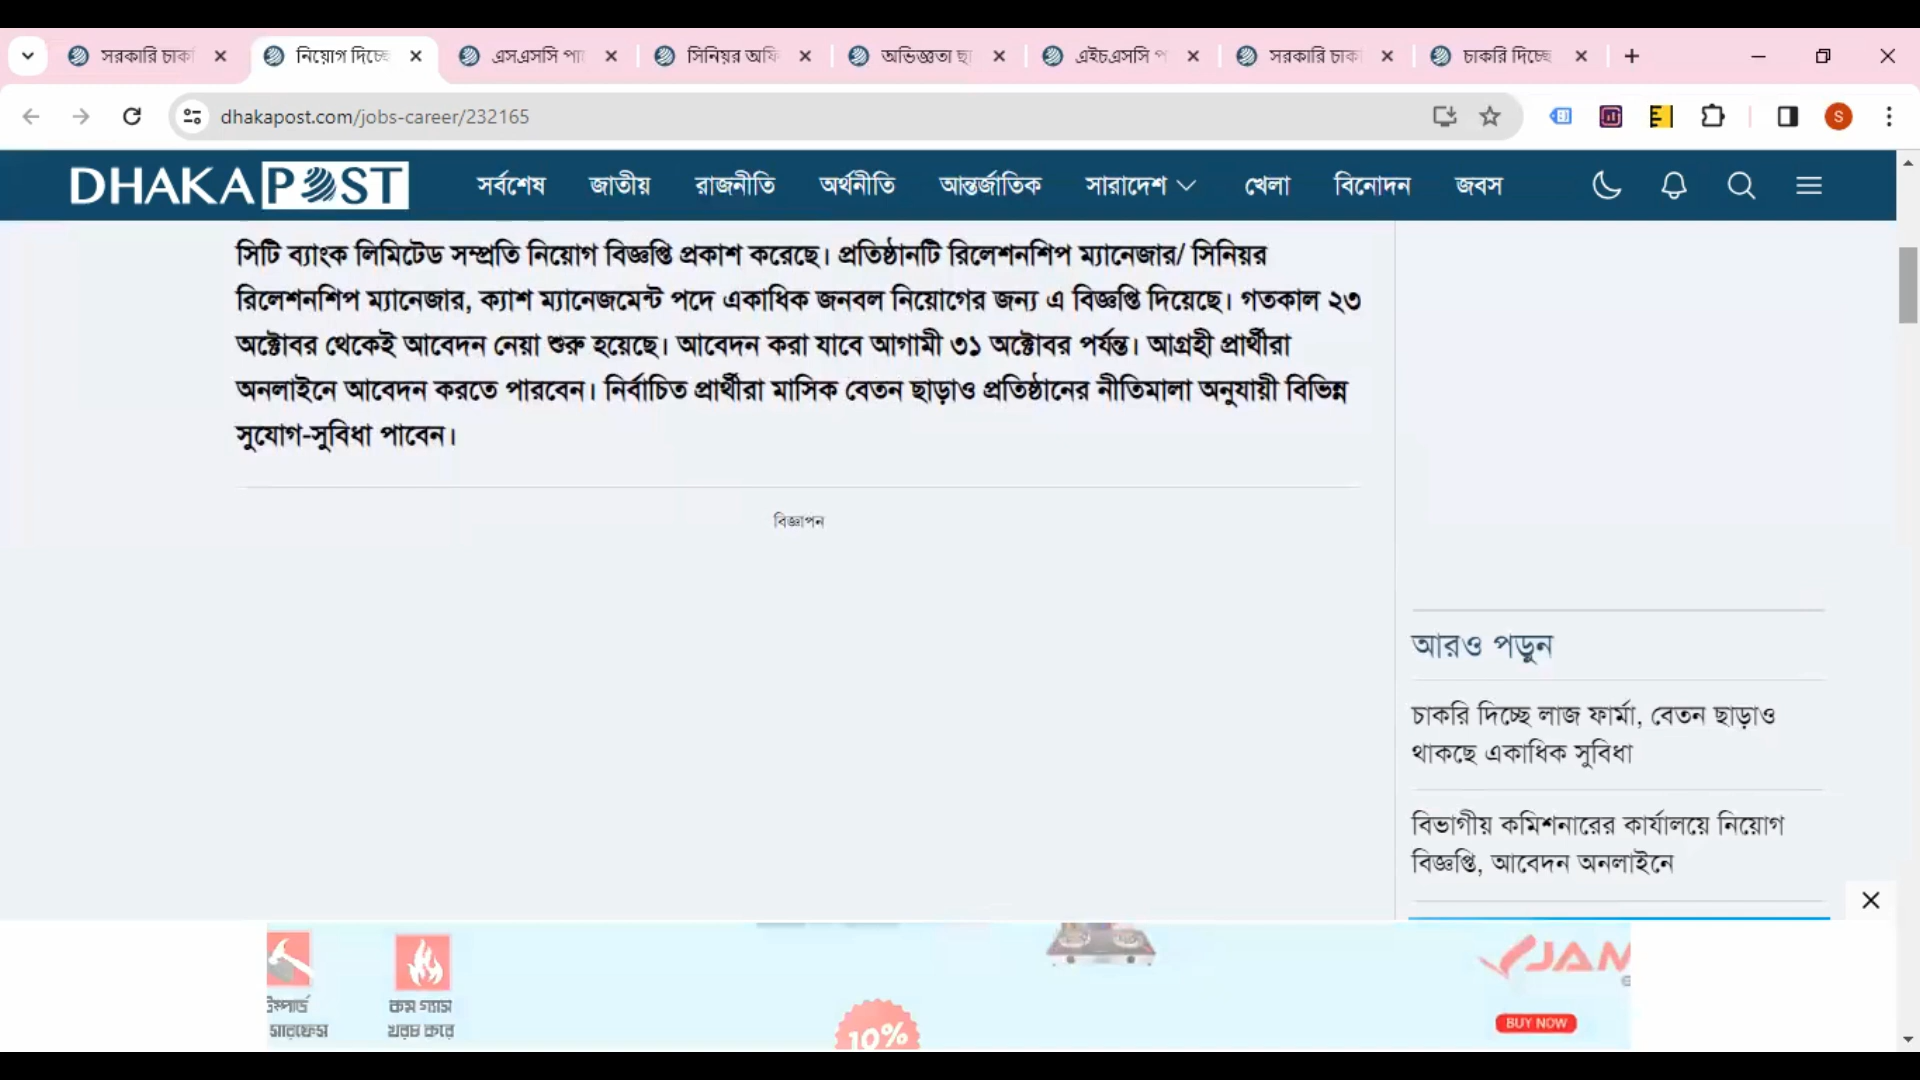 সরকারি চাক
নিয়োগ দিচ্ছে
এসএসসি পা
সিনিয়র অফি
অভিজ্ঞতা ছা
এইচএসসি প
সরকারি চাক
চাকরি দিচ্ছে
dhakapost.com/jobs-career/232165
S
DHAKA POST
সর্বশেষ
জাতীয়
রাজনীতি
অর্থনীতি
আন্তর্জাতিক
সারাদেশ
খেলা
বিনোদন
জবস
সিটি ব্যাংক লিমিটেড সম্প্রতি নিয়োগ বিজ্ঞপ্তি প্রকাশ করেছে। প্রতিষ্ঠানটি রিলেশনশিপ ম্যানেজার/ সিনিয়র
রিলেশনশিপ ম্যানেজার, ক্যাশ ম্যানেজমেন্ট পদে একাধিক জনবল নিয়োগের জন্য এ বিজ্ঞপ্তি দিয়েছে। গতকাল ২৩
অক্টোবর থেকেই আবেদন নেয়া শুরু হয়েছে। আবেদন করা যাবে আগামী ৩১ অক্টোবর পর্যন্ত। আগ্রহী প্রার্থীরা
অনলাইনে আবেদন করতে পারবেন। নির্বাচিত প্রার্থীরা মাসিক বেতন ছাড়াও প্রতিষ্ঠানের নীতিমালা অনুযায়ী বিভিন্ন
সুযোগ-সুবিধা পাবেন।
বিজ্ঞাপন
আরও পড়ুন
চাকরি দিচ্ছে লাজ ফার্মা, বেতন ছাড়াও
থাকছে একাধিক সুবিধা
বিভাগীয় কমিশনারের কার্যালয়ে নিয়োগ
বিজ্ঞপ্তি, আবেদন অনলাইনে
কম গ্যাস
খরচ করে
10%
JAM
BUY NOW